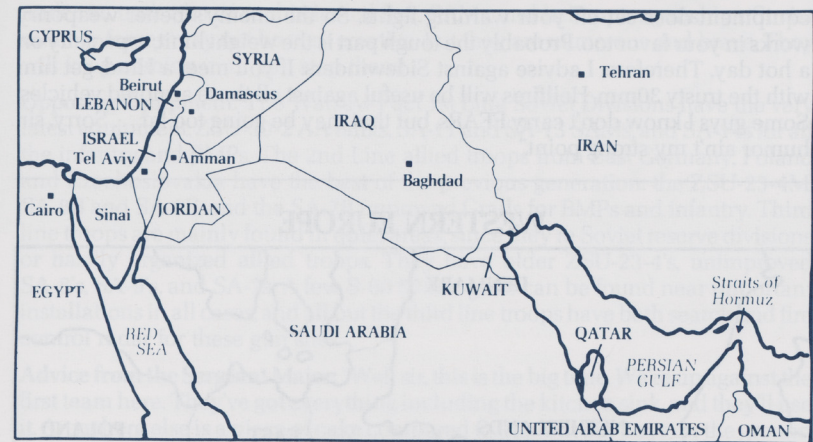 CYPRUS
SYRIA
Tehran
Beirut
LEBANON
Damascus
IRAQ
IRAN
ISRAEL
Tel Aviv
Amman
Baghdad
Cairo
Sinai
JORDAN
KUWAIT
Straits of
Hormuz
EGYPT
RED
SEA
SAUDI ARABIA
QATAR
PERSIAN
GULF
UNITED ARAB EMIRATES
OMAN